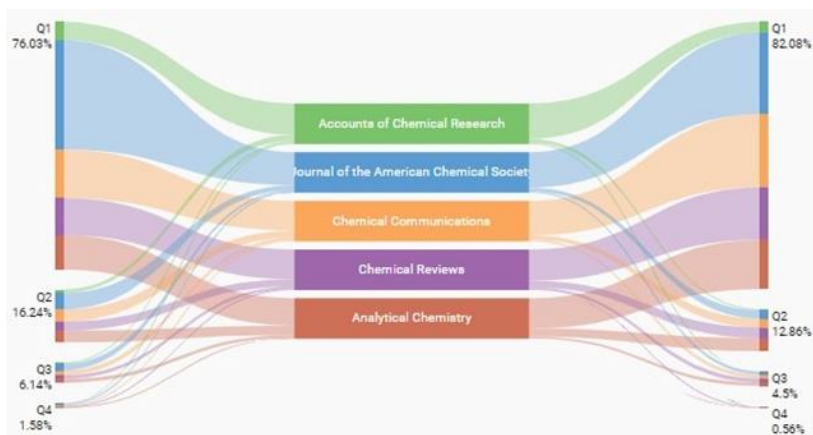 Q1
76.03%
Q1
82.08%
Accounts of Chemical Research
Journal of the American Chemical Society
Chemical Communications
Chemical Reviews
Analytical Chemistry
Q2
16.24%
Q2
12.86%
Q3
6.14%
Q3
4.5%
Q4
1.58%
Q4
0.56%